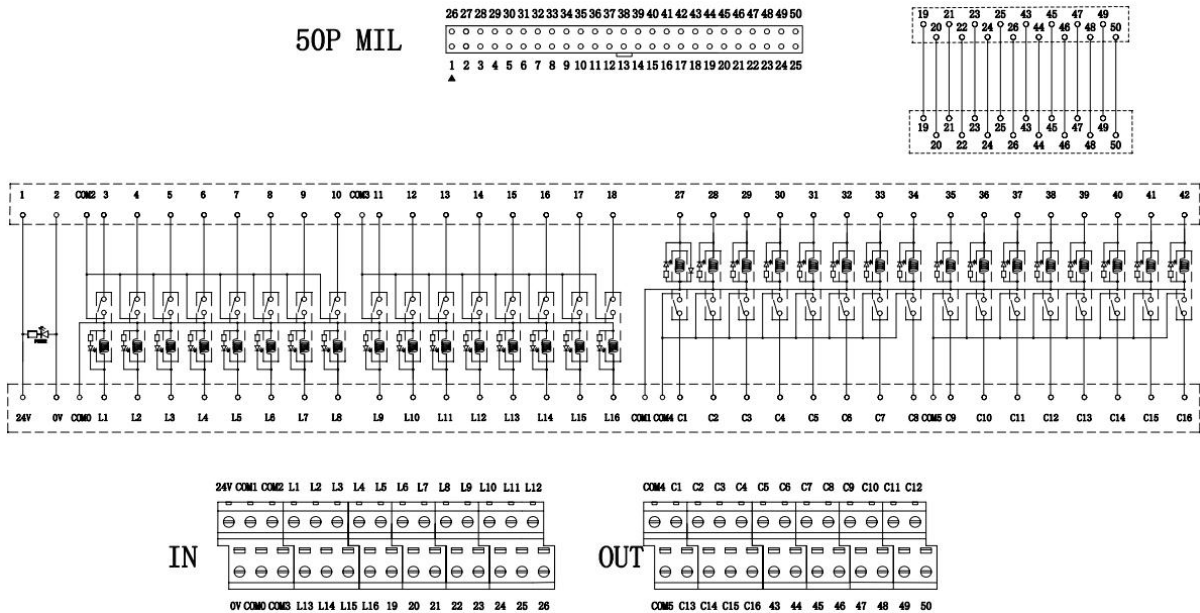 26 27 28 29 30 31 32 33 34 35 36 37 38 39 40 41 42 43 44 45 46 47 48 49 50
50P MIL
1 2 3 4 5 6 7 8 9 10 11 12 13 14 15 16 17 18 19 20 21 22 23 24 25
19 21 23 25 43 45 47 49
20 22 24 26 44 46 48 50
19 21 23 25 43 45 47 49
20 22 24 26 44 46 48 50
1 2 COM2 3 4 5 6 7 8 9 10 COM3 11 12 13 14 15 16 17 18 27 28 29 30 31 32 33 34 35 36 37 38 39 40 41 42
24V 0V COM0 L1 L2 L3 L4 L5 L6 L7 L8 L9 L10 L11 L12 L13 L14 L15 L16 COM1 COM4 C1 C2 C3 C4 C5 C6 C7 C8 COM5 C9 C10 C11 C12 C13 C14 C15 C16
24V COM1 COM2 L1 L2 L3 L4 L5 L6 L7 L8 L9 L10 L11 L12
IN
0V COM0 COM3 L13 L14 L15 L16 19 20 21 22 23 24 25 26
COM4 C1 C2 C3 C4 C5 C6 C7 C8 C9 C10 C11 C12
OUT
COM5 C13 C14 C15 C16 43 44 45 46 47 48 49 50